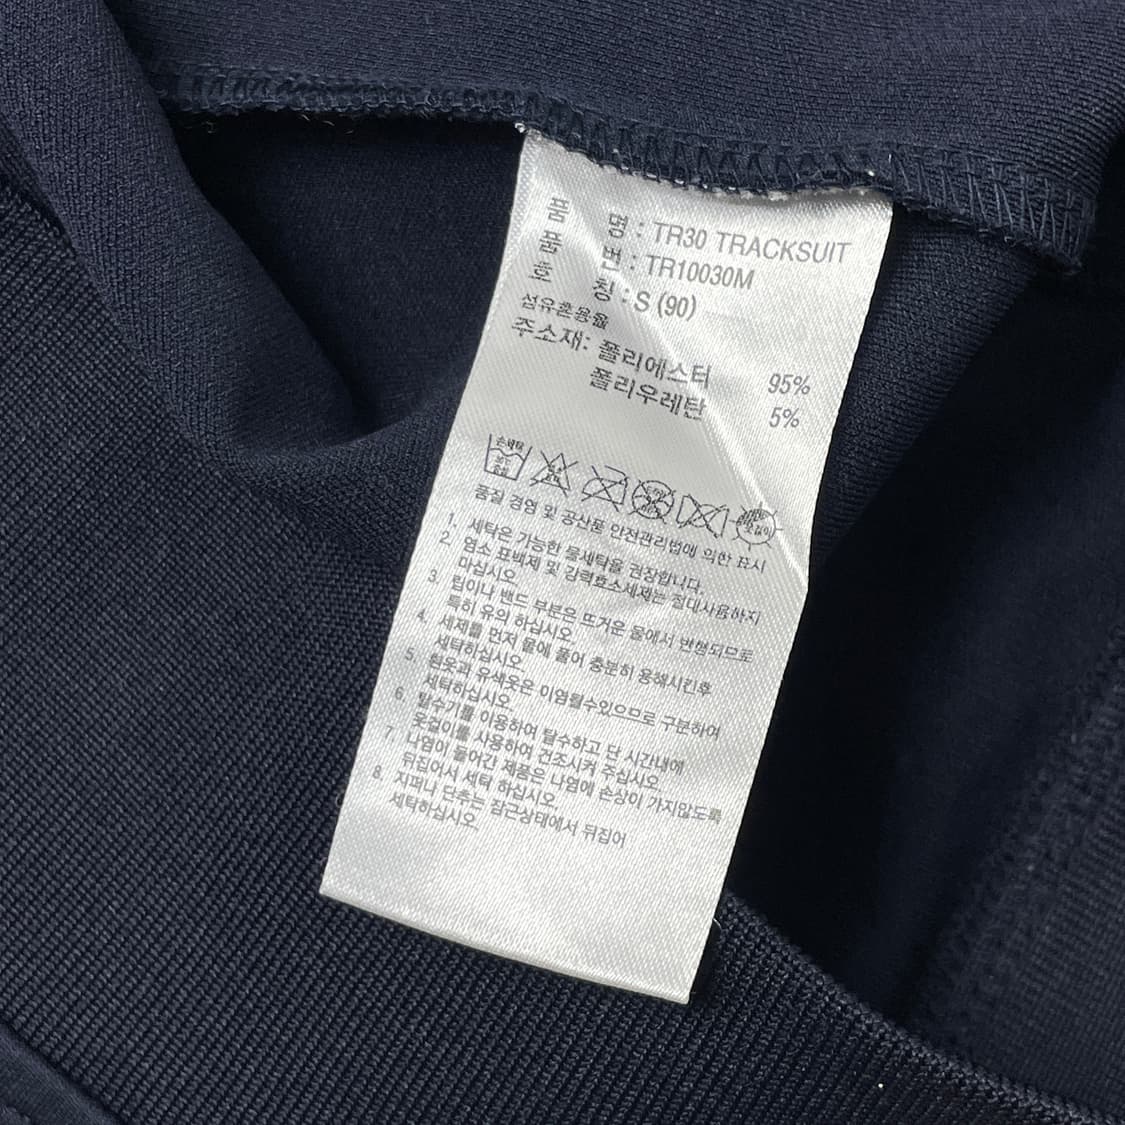 품 명 : TR30 TRACKSUIT
품 번 : TR10030M
호 칭 : S (90)
섬유혼용율
주소재: 폴리에스터 95%
폴리우레탄 5%
손세탁
중성
옷걸이
품질 경영 및 공산품 안전관리법에 의한 표시
1. 세탁은 가능한 물세탁을 권장합니다.
2. 염소 표백제 및 강력효소세제는 절대사용하지
마십시오.
3. 립이나 밴드 부분은 뜨거운 물에서 변형되므로
특히 유의 하십시오.
4. 세제를 먼저 물에 풀어 충분히 용해시킨후
세탁하십시오.
5. 흰옷과 유색옷은 이염될수있으므로 구분하여
세탁하십시오.
6. 탈수기를 이용하여 탈수하고 단 시간내에
옷걸이를 사용하여 건조시켜 주십시오.
7. 나염이 들어간 제품은 나염에 손상이 가지않도록
뒤집어서 세탁 하십시오.
8. 지퍼나 단추는 잠근상태에서 뒤집어
세탁하십시오.